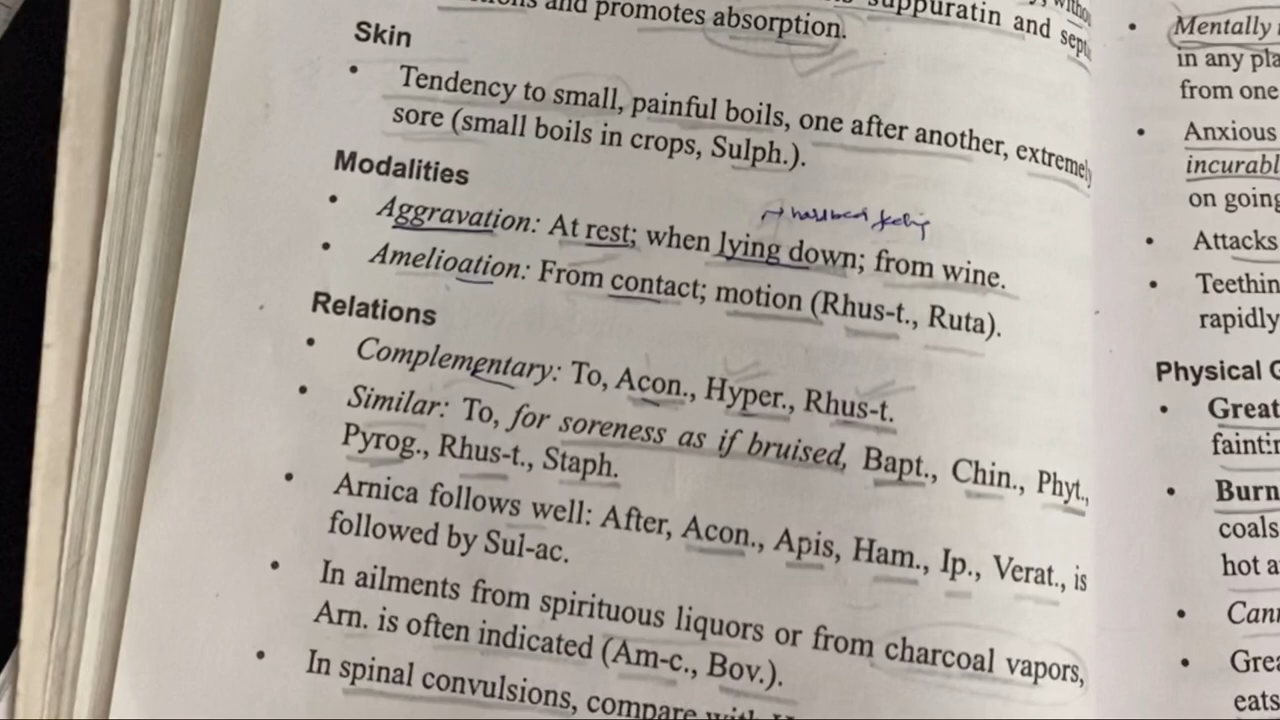 and promotes absorption.
suppuratin and
Skin
• Tendency to small, painful boils, one after another, extremely
sore (small boils in crops, Sulph.).
Modalities
• Aggravation: At rest; when lying down; from wine.
• Amelioation: From contact; motion (Rhus-t., Ruta).
Relations
• Complementary: To, Acon., Hyper., Rhus-t.
• Similar: To, for soreness as if bruised, Bapt., Chin., Phyt.,
Pyrog., Rhus-t., Staph.
• Arnica follows well: After, Acon., Apis, Ham., Ip., Verat., is
followed by Sul-ac.
• In ailments from spirituous liquors or from charcoal vapors,
Arn. is often indicated (Am-c., Bov.).
• In spinal convulsions, compare with
• Mentally
in any pla
from one
• Anxious
incurabl
on going
• Attacks
• Teethin
rapidly
Physical G
• Great
• Burn
coals
hot a
• Can
• Grea
eats